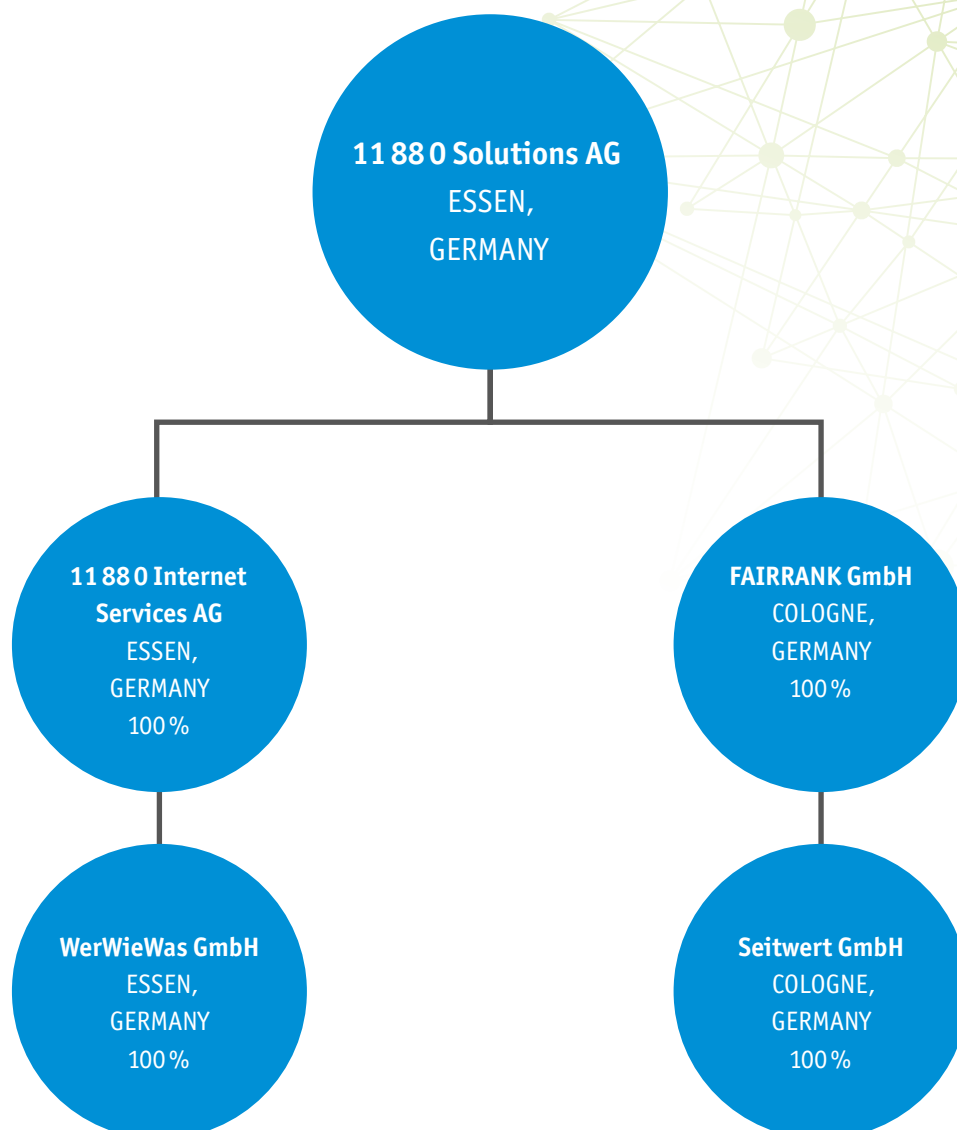 11 88 0 Solutions AG
ESSEN,
GERMANY
11 88 0 Internet
Services AG
ESSEN,
GERMANY
100 %
FAIRRANK GmbH
COLOGNE,
GERMANY
100 %
WerWieWas GmbH
ESSEN,
GERMANY
100 %
Seitwert GmbH
COLOGNE,
GERMANY
100 %